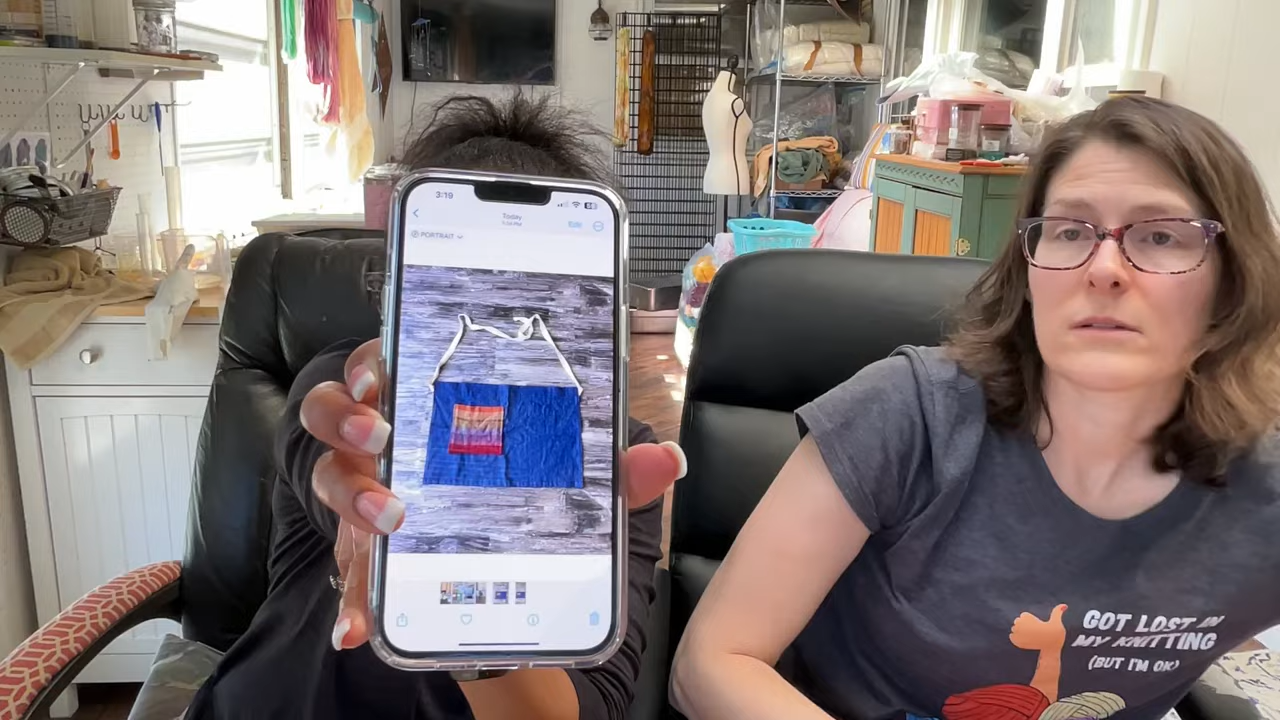 3:19
Today
Edit
PORTRAIT
GOT LOST IN
MY KNITTING
(BUT I'M OK)